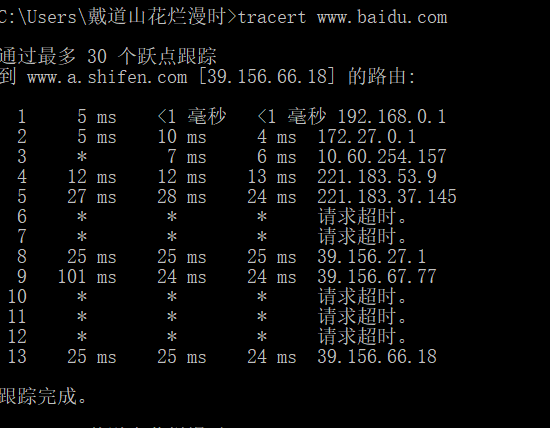 C:\Users\戴道山花烂漫时>tracert www.baidu.com
通过最多 30 个跃点跟踪
到 www.a.shifen.com [39.156.66.18] 的路由:
1 5 ms <1 毫秒 <1 毫秒 192.168.0.1
2 5 ms 10 ms 4 ms 172.27.0.1
3 * 7 ms 6 ms 10.60.254.157
4 12 ms 12 ms 13 ms 221.183.53.9
5 27 ms 28 ms 24 ms 221.183.37.145
6 * * * 请求超时。
7 * * * 请求超时。
8 25 ms 25 ms 25 ms 39.156.27.1
9 101 ms 24 ms 24 ms 39.156.67.77
10 * * * 请求超时。
11 * * * 请求超时。
12 * * * 请求超时。
13 25 ms 25 ms 24 ms 39.156.66.18
跟踪完成。